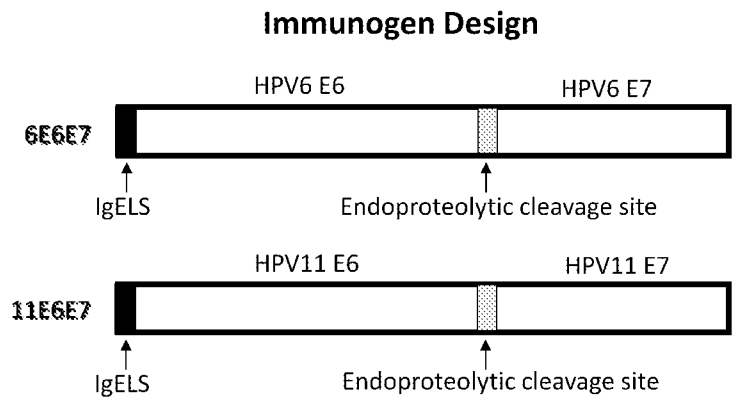 Immunogen Design
HPV6 E6
HPV6 E7
6E6E7
IgELS
Endoproteolytic cleavage site
HPV11 E6
HPV11 E7
11E6E7
IgELS
Endoproteolytic cleavage site